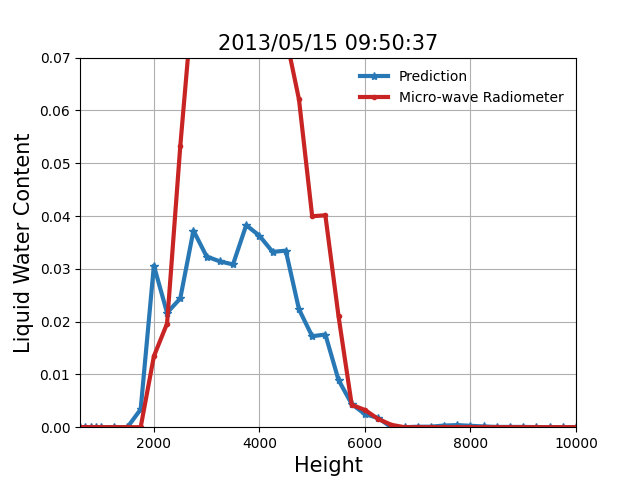 2013/05/15 09:50:37
Prediction
Micro-wave Radiometer
Liquid Water Content
0.07
0.06
0.05
0.04
0.03
0.02
0.01
0.00
2000 4000 6000 8000 10000
Height